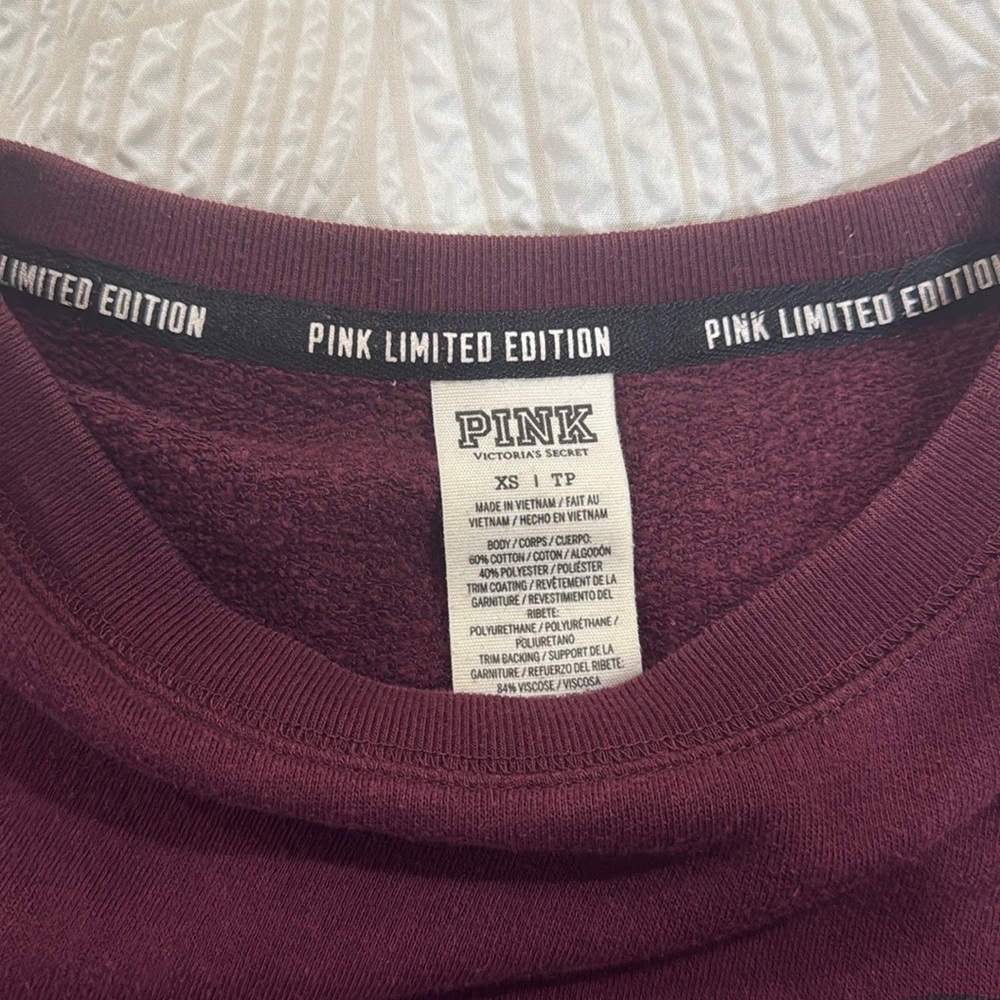 LIMITED EDITION
PINK LIMITED EDITION
PINK LIMITED EDITION
PINK
VICTORIA'S SECRET
XS | TP
MADE IN VIETNAM / FAIT AU
VIETNAM / HECHO EN VIETNAM
BODY / CORPS / CUERPO:
60% COTTON / COTON / ALGODÓN
40% POLYESTER / POLIÉSTER
TRIM COATING / REVÊTEMENT DE LA
GARNITURE / REVESTIMIENTO DEL
RIBETE:
POLYURETHANE / POLYURÉTHANE /
POLIURETANO
TRIM BACKING / SUPPORT DE LA
GARNITURE / REFUERZO DEL RIBETE:
84% VISCOSE / VISCOSA